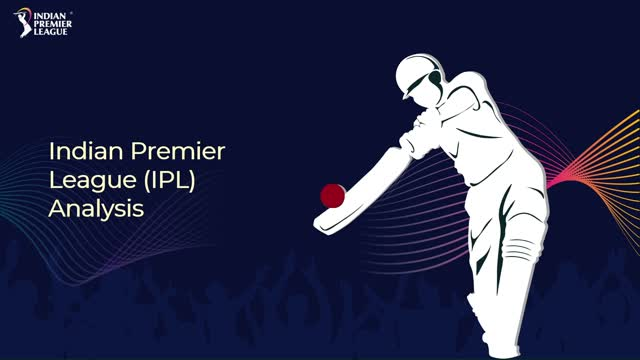 INDIAN
PREMIER
LEAGUE
Indian Premier
League (IPL)
Analysis